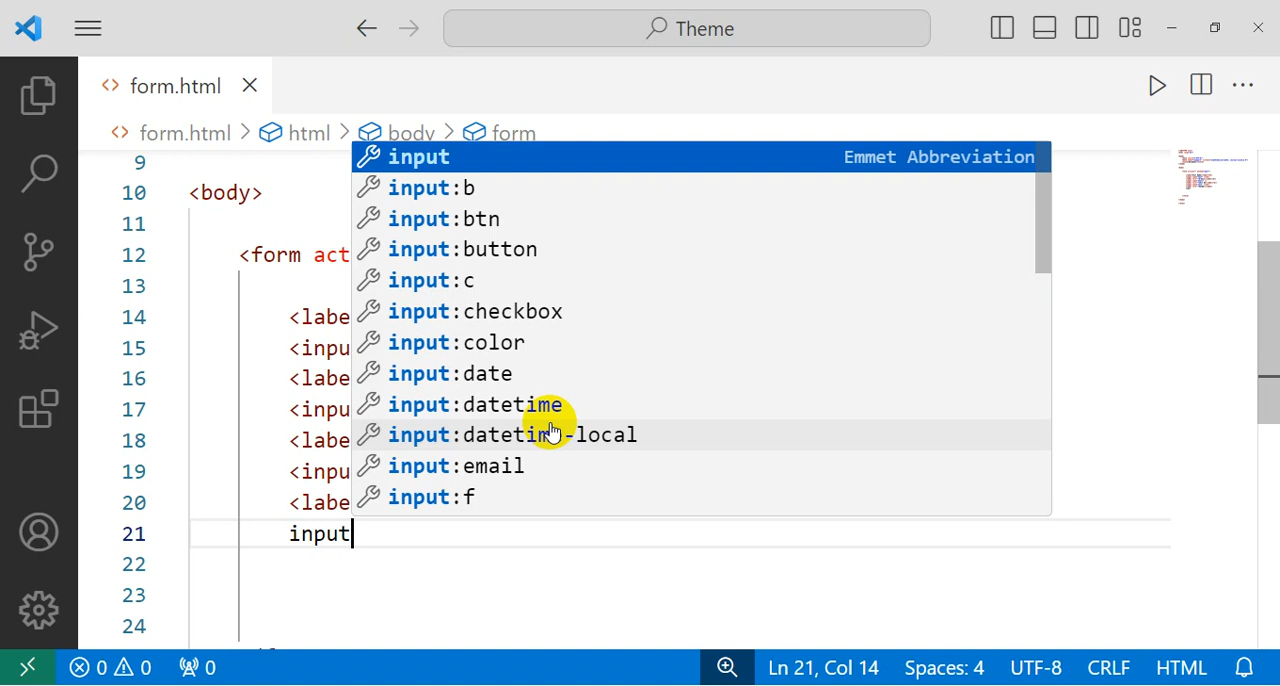 Theme
form.html
form.html > html > body > form
9
10 <body>
11
12 <form act
13
14 <labe
15 <inpu
16 <labe
17 <inpu
18 <labe
19 <inpu
20 <labe
21 input
22
23
24
input Emmet Abbreviation
input:b
input:btn
input:button
input:c
input:checkbox
input:color
input:date
input:datetime
input:datetime-local
input:email
input:f
0 0 0 Ln 21, Col 14 Spaces: 4 UTF-8 CRLF HTML